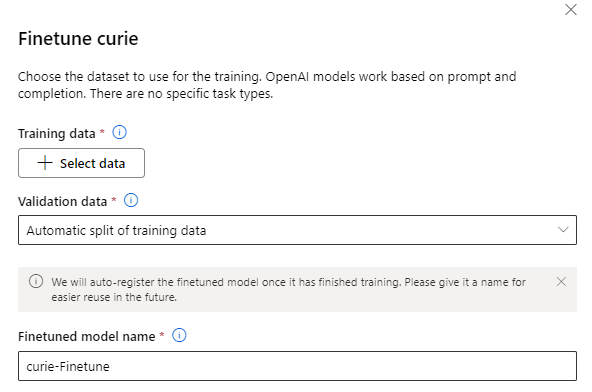 Finetune curie
Choose the dataset to use for the training. OpenAI models work based on prompt and
completion. There are no specific task types.
Training data *
Select data
Validation data *
Automatic split of training data
We will auto-register the finetuned model once it has finished training. Please give it a name for
easier reuse in the future.
Finetuned model name *
curie-Finetune